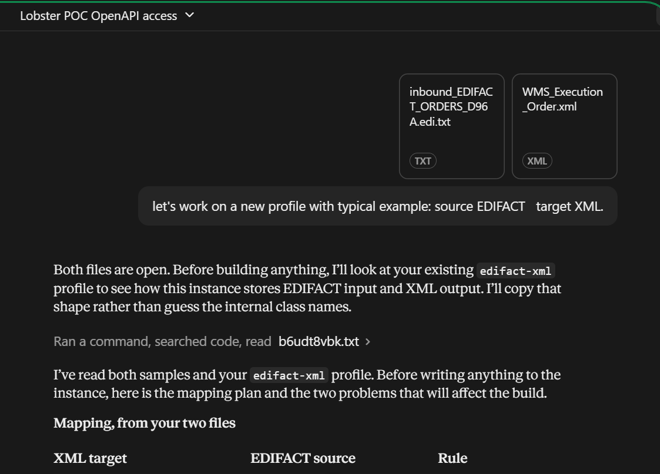 Lobster POC OpenAPI access
inbound_EDIFAC
T_ORDERS_D96
A.edi.txt
TXT
WMS_Execution
_Order.xml
XML
let's work on a new profile with typical example: source EDIFACT target XML.
Both files are open. Before building anything, I'll look at your existing edifact-xml
profile to see how this instance stores EDIFACT input and XML output. I'll copy that
shape rather than guess the internal class names.
Ran a command, searched code, read b6udt8vbk.txt >
I've read both samples and your edifact-xml profile. Before writing anything to the
instance, here is the mapping plan and the two problems that will affect the build.
Mapping, from your two files
XML target EDIFACT source Rule